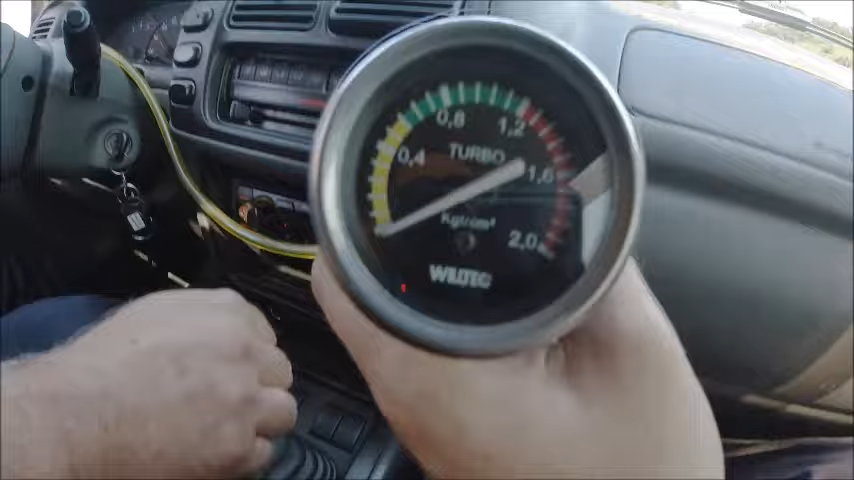 0,8
1,2
0,4
TURBO
1,6
Kgf/cm²
2,0
WILLTEC